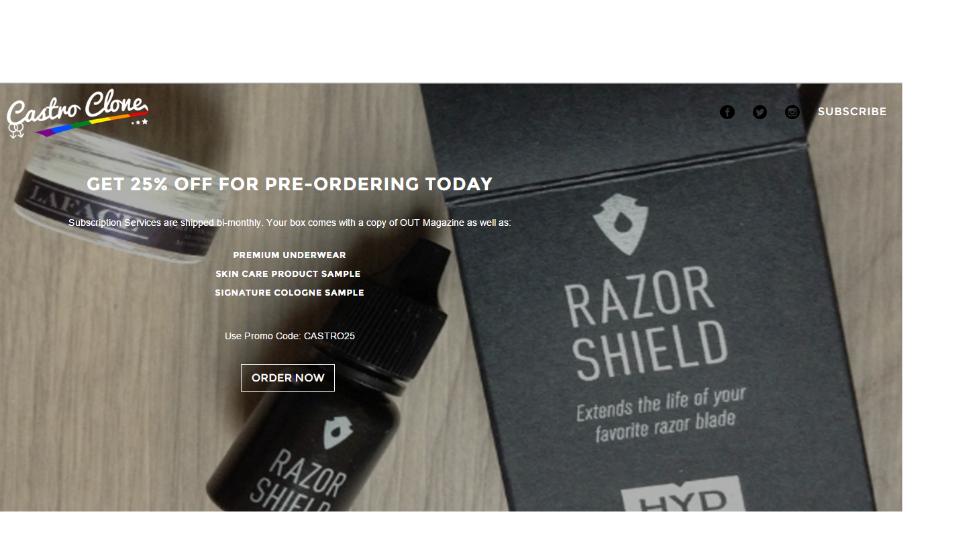 Castro Clone
SUBSCRIBE
GET 25% OFF FOR PRE-ORDERING TODAY
Subscription Services are shipped bi-monthly. Your box comes with a copy of OUT Magazine as well as:
PREMIUM UNDERWEAR
SKIN CARE PRODUCT SAMPLE
SIGNATURE COLOGNE SAMPLE
Use Promo Code: CASTRO25
ORDER NOW
RAZOR
SHIELD
Extends the life of your
favorite razor blade
HYD
RAZOR
SHIELD